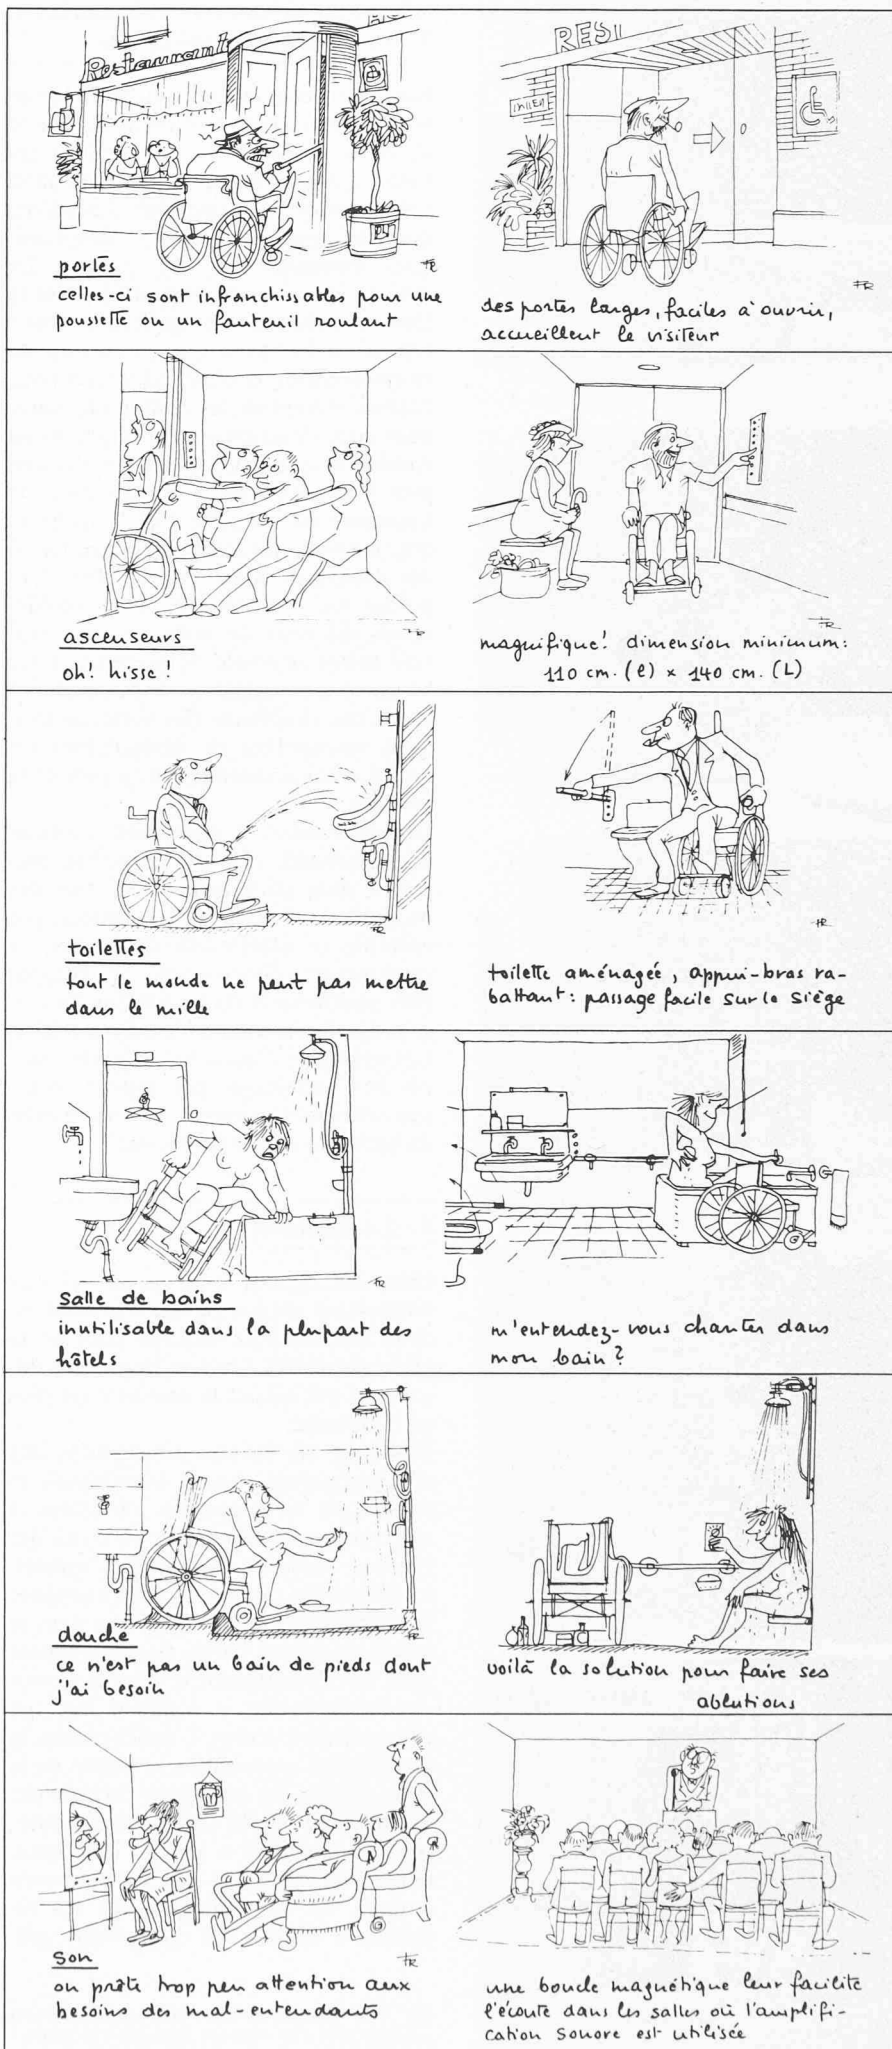 Restaurant
REST
portes
celles-ci sont infranchissables pour une
poussette ou un fauteuil roulant
des portes larges, faciles à ouvrir,
accueillent le visiteur
ascenseurs
oh! hisse!
magnifique! dimension minimum:
110 cm. (l) × 140 cm. (L)
toilettes
tout le monde ne peut pas mettre
dans le mille
toilette aménagée, appui-bras ra-
battant: passage facile sur le siège
salle de bains
inutilisable dans la plupart des
hôtels
m'entendez-vous chanter dans
mon bain?
douche
ce n'est pas un bain de pieds dont
j'ai besoin
voilà la solution pour faire ses
ablutions
son
on prête trop peu attention aux
besoins des mal-entendants
une boucle magnétique leur facilite
l'écoute dans les salles où l'amplifi-
cation sonore est utilisée